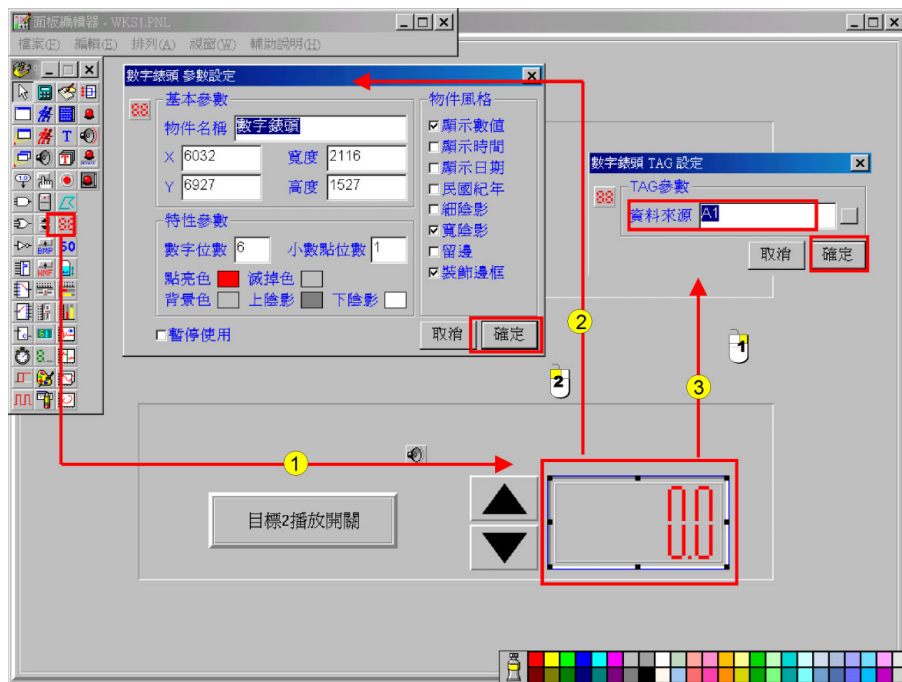 面板編輯器 - WKS1.PNL
檔案(F) 編輯(E) 排列(A) 視窗(W) 輔助說明(H)
數字錶頭 參數設定
基本參數
物件名稱 數字錶頭
X 6032 寬度 2116
Y 6927 高度 1527
特性參數
數字位數 6 小數點位數 1
點亮色 滅掉色
背景色 上陰影 下陰影
暫停使用
取消 確定
物件風格
顯示數值
顯示時間
顯示日期
民國紀年
細陰影
寬陰影
留邊
裝飾邊框
數字錶頭 TAG 設定
TAG參數
資料來源 A1
取消 確定
2
1
2
3
1
目標2播放開關
0.0